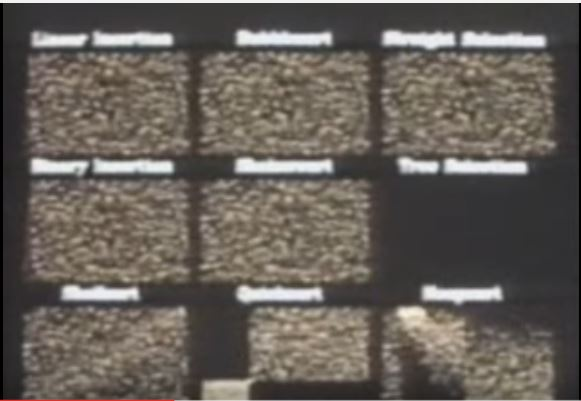 Linear Insertion Bubblesort Straight Selection
Binary Insertion Shakersort Tree Selection
Shellsort Quicksort Heapsort